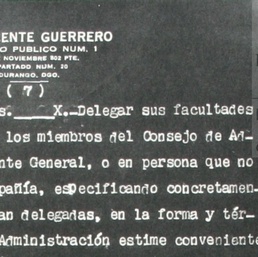 ENTE GUERRERO
O PUBLICO NUM. 1
NOVIEMBRE 802 PTE.
PARTADO NUM. 20
DURANGO, DGO.
( 7 )
s.____X.-Delegar sus facultades
los miembros del Consejo de Ad-
nte General, o en persona que no
pañía, especificando concretamen-
an delegadas, en la forma y tér-
Administración estime conveniente